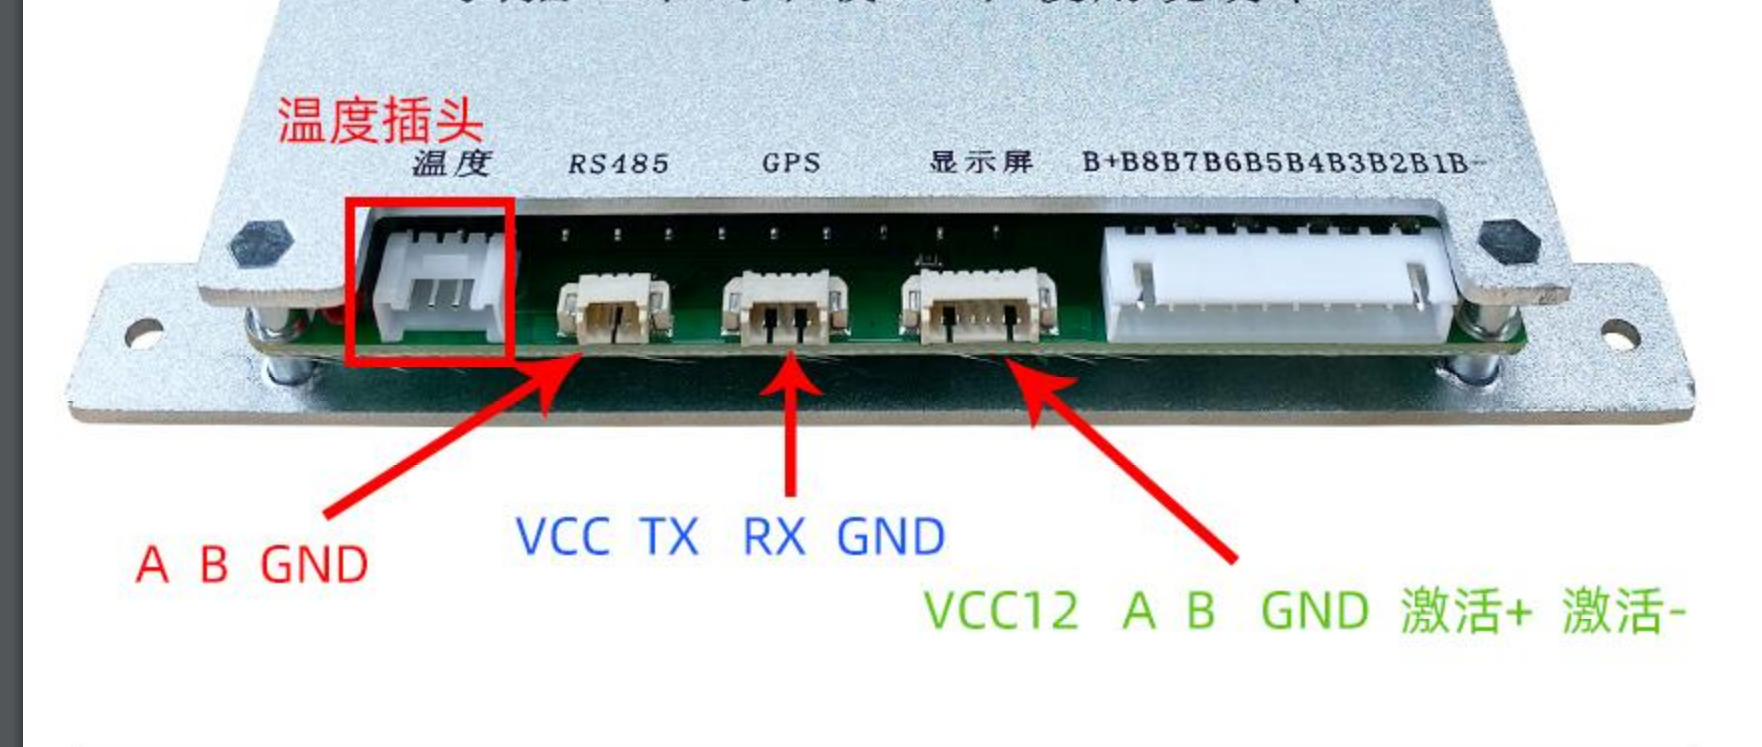 温度插头
温度 RS485 GPS 显示屏 B+B8B7B6B5B4B3B2B1B-
A B GND
VCC TX RX GND
VCC12 A B GND 激活+ 激活-